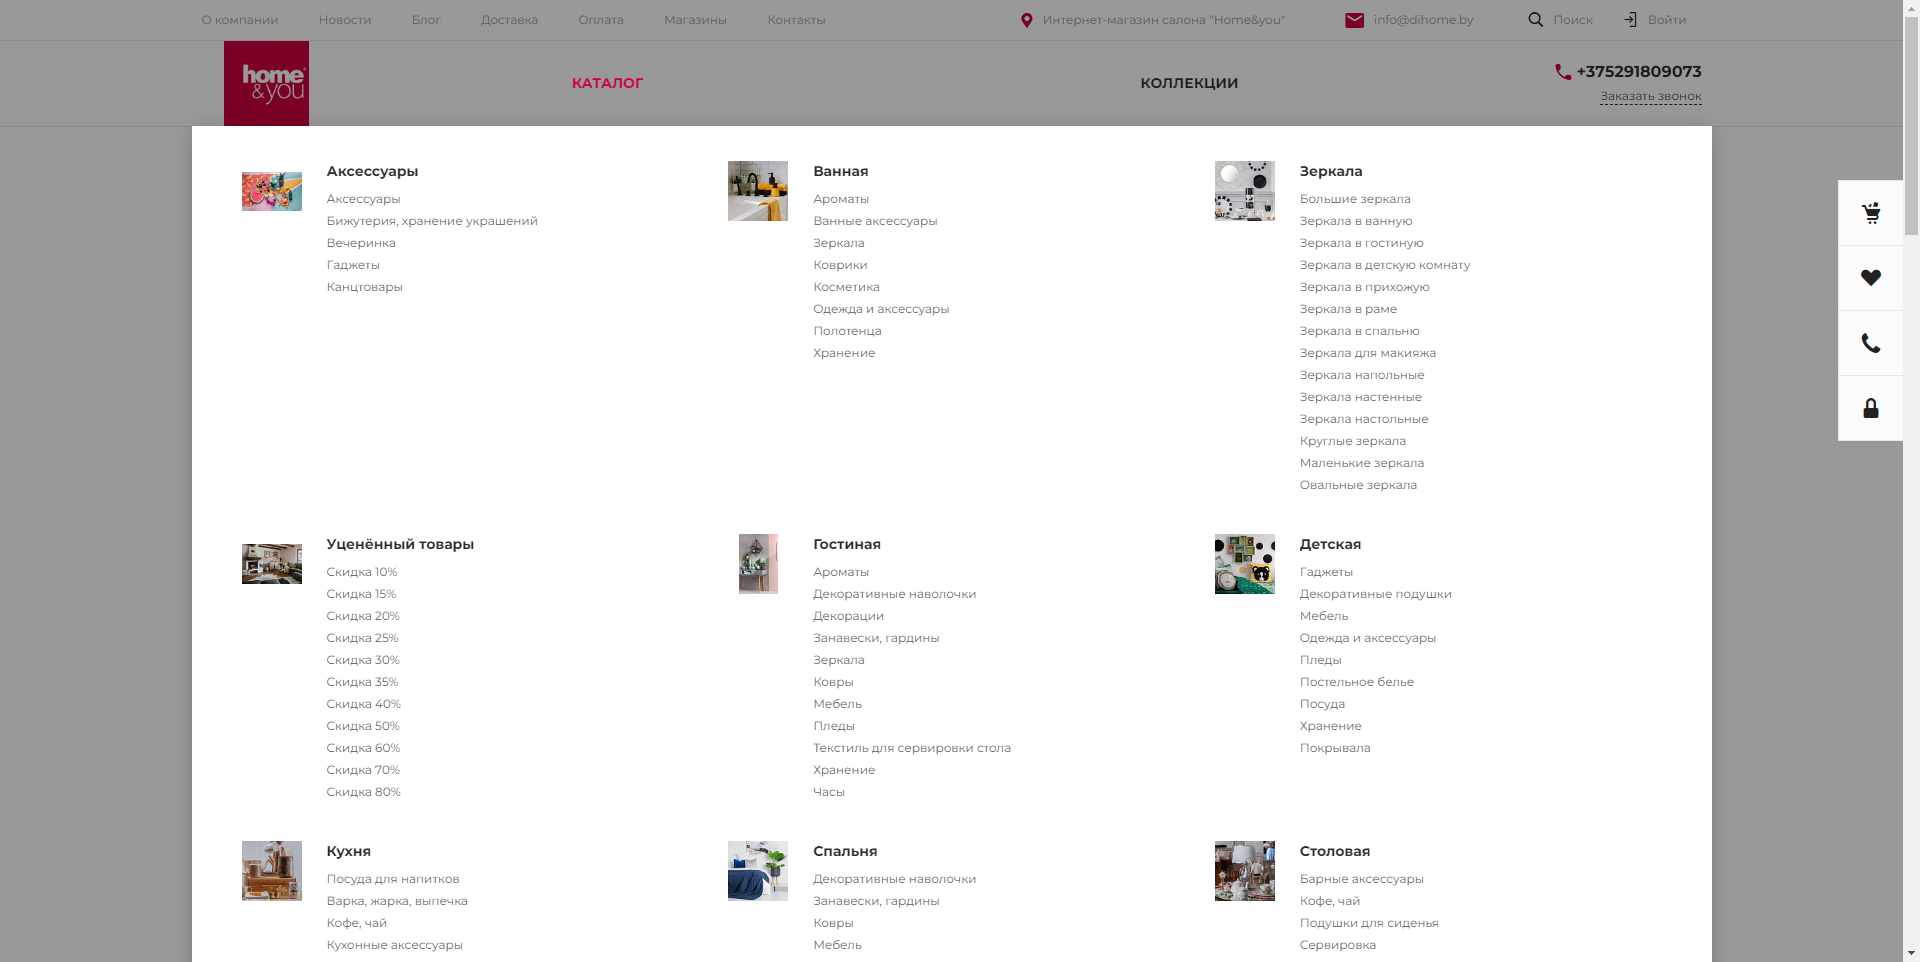 О компании
Новости
Блог
Доставка
Оплата
Магазины
Контакты
Интернет-магазин салона "Home&you"
info@dihome.by
Поиск
Войти
home
&you
КАТАЛОГ
КОЛЛЕКЦИИ
+375291809073
Заказать звонок
Аксессуары
Аксессуары
Бижутерия, хранение украшений
Вечеринка
Гаджеты
Канцтовары
Ванная
Ароматы
Ванные аксессуары
Зеркала
Коврики
Косметика
Одежда и аксессуары
Полотенца
Хранение
Зеркала
Большие зеркала
Зеркала в ванную
Зеркала в гостиную
Зеркала в детскую комнату
Зеркала в прихожую
Зеркала в раме
Зеркала в спальню
Зеркала для макияжа
Зеркала напольные
Зеркала настенные
Зеркала настольные
Круглые зеркала
Маленькие зеркала
Овальные зеркала
Уценённый товары
Скидка 10%
Скидка 15%
Скидка 20%
Скидка 25%
Скидка 30%
Скидка 35%
Скидка 40%
Скидка 50%
Скидка 60%
Скидка 70%
Скидка 80%
Гостиная
Ароматы
Декоративные наволочки
Декорации
Занавески, гардины
Зеркала
Ковры
Мебель
Пледы
Текстиль для сервировки стола
Хранение
Часы
Детская
Гаджеты
Декоративные подушки
Мебель
Одежда и аксессуары
Пледы
Постельное белье
Посуда
Хранение
Покрывала
Кухня
Посуда для напитков
Варка, жарка, выпечка
Кофе, чай
Кухонные аксессуары
Спальня
Декоративные наволочки
Занавески, гардины
Ковры
Мебель
Столовая
Барные аксессуары
Кофе, чай
Подушки для сиденья
Сервировка